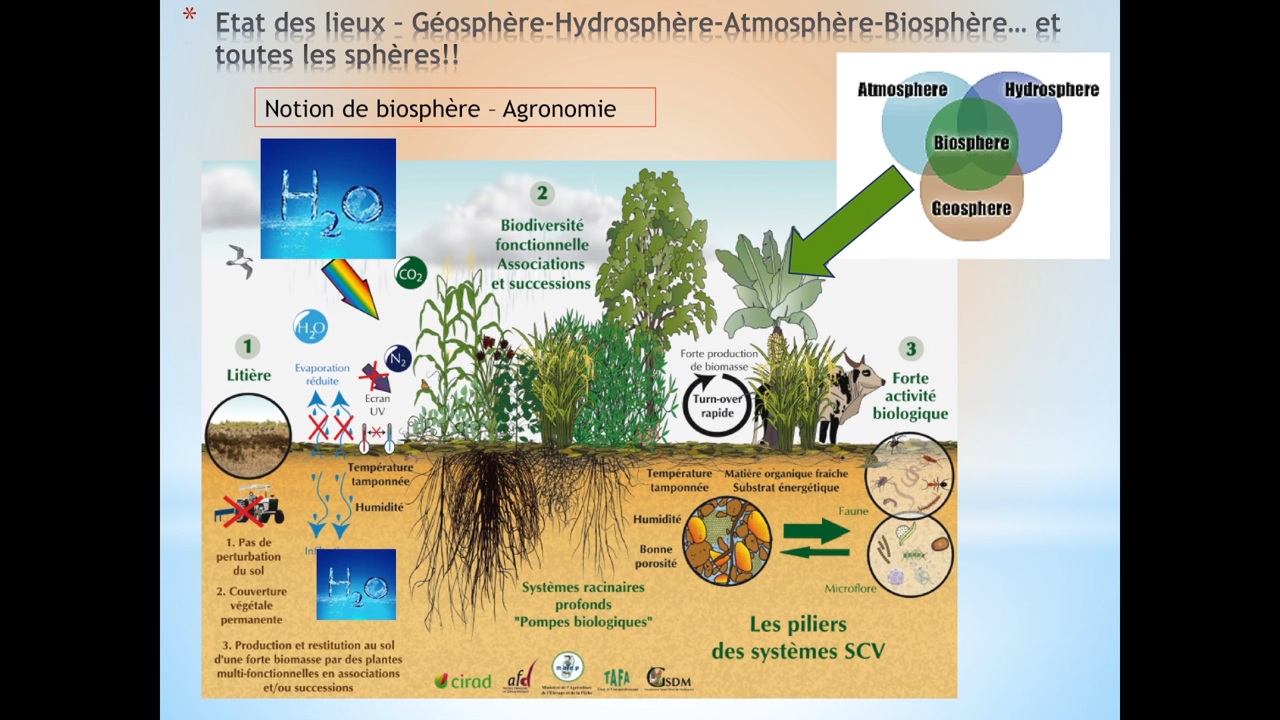 * Etat des lieux – Géosphère-Hydrosphère-Atmosphère-Biosphère… et
toutes les sphères!!
Notion de biosphère – Agronomie
Atmosphere
Hydrosphere
Biosphere
Geosphere
H2O
2
Biodiversité
fonctionnelle
Associations
et successions
CO2
H2O
N2
1
Litière
Evaporation
réduite
Ecran
UV
Forte production
de biomasse
Turn-over
rapide
3
Forte
activité
biologique
Température
tamponnée
Humidité
Température
tamponnée
Matière organique fraîche
Substrat énergétique
Humidité
Bonne
porosité
Faune
Microflore
1. Pas de
perturbation
du sol
2. Couverture
végétale
permanente
3. Production et restitution au sol
d'une forte biomasse par des plantes
multi-fonctionnelles en associations
et/ou successions
H2O
Systèmes racinaires
profonds
"Pompes biologiques"
Les piliers
des systèmes SCV
cirad
afd
TAFA
GSDM